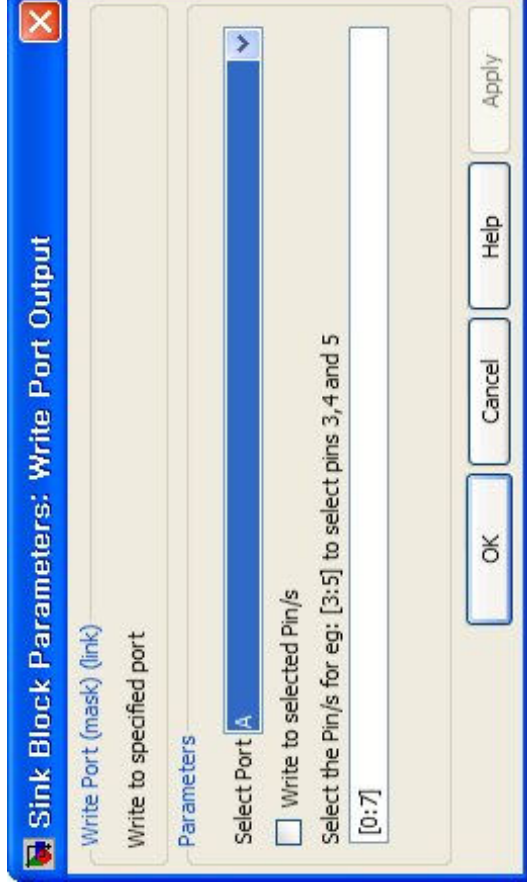 Sink Block Parameters: Write Port Output
Write Port (mask) (link)
Write to specified port
Parameters
Select Port A
Write to selected Pin/s
Select the Pin/s for eg: [3:5] to select pins 3,4 and 5
[0:7]
OK Cancel Help Apply